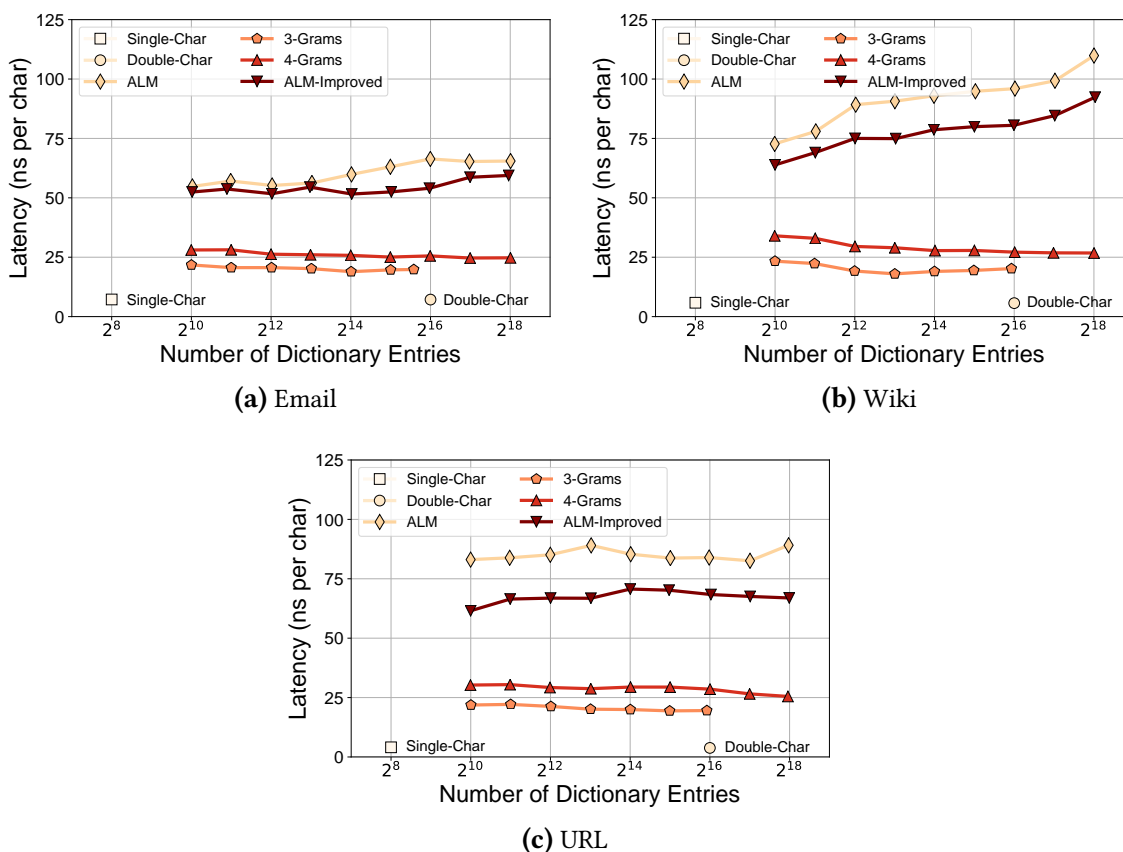 125
100
75
50
25
0
Latency (ns per char)
Single-Char
Double-Char
ALM
3-Grams
4-Grams
ALM-Improved
Single-Char
Double-Char
2^8 2^10 2^12 2^14 2^16 2^18
Number of Dictionary Entries
(a) Email
125
100
75
50
25
0
Latency (ns per char)
Single-Char
Double-Char
ALM
3-Grams
4-Grams
ALM-Improved
Single-Char
Double-Char
2^8 2^10 2^12 2^14 2^16 2^18
Number of Dictionary Entries
(b) Wiki
125
100
75
50
25
0
Latency (ns per char)
Single-Char
Double-Char
ALM
3-Grams
4-Grams
ALM-Improved
Single-Char
Double-Char
2^8 2^10 2^12 2^14 2^16 2^18
Number of Dictionary Entries
(c) URL